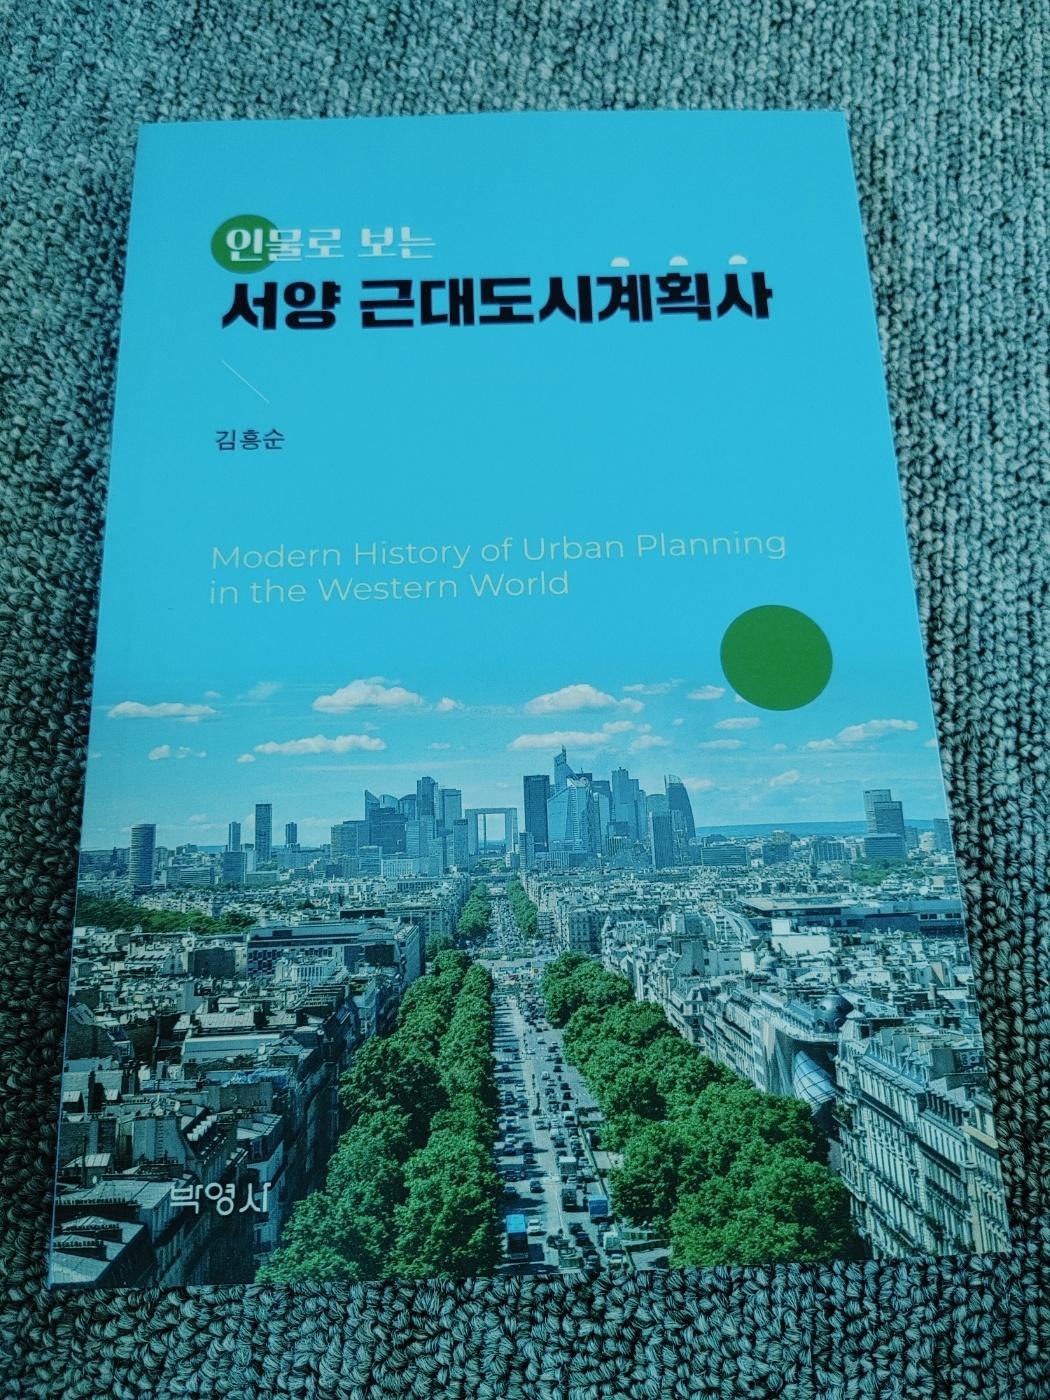 인물로 보는
서양 근대도시계획사
김흥순
Modern History of Urban Planning
in the Western World
박영사